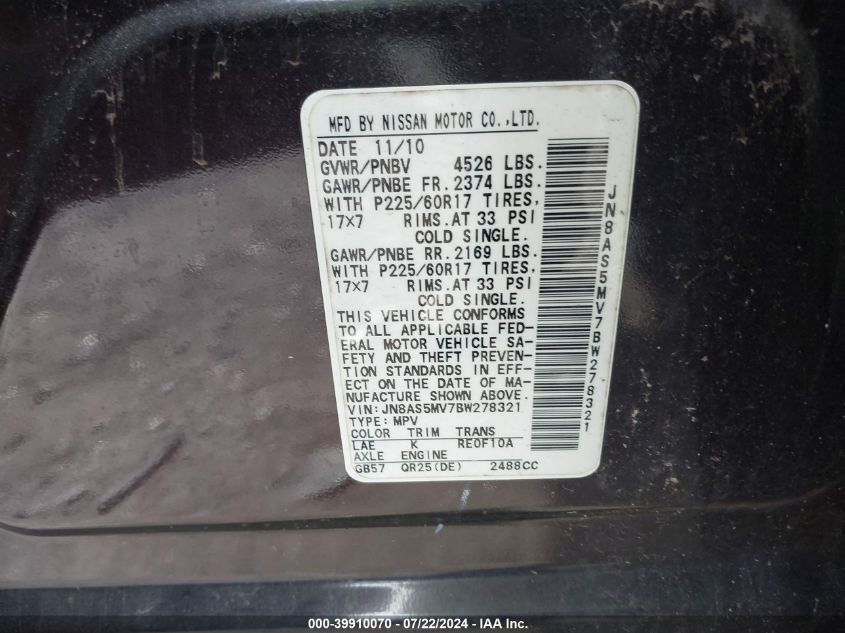 MFD BY NISSAN MOTOR CO.,LTD.
DATE 11/10
GVWR/PNBV 4526 LBS.
GAWR/PNBE FR. 2374 LBS.
WITH P225/60R17 TIRES,
17×7 RIMS.AT 33 PSI
COLD SINGLE.
GAWR/PNBE RR. 2169 LBS.
WITH P225/60R17 TIRES,
17×7 RIMS.AT 33 PSI
COLD SINGLE.
THIS VEHICLE CONFORMS
TO ALL APPLICABLE FED-
ERAL MOTOR VEHICLE SA-
FETY AND THEFT PREVEN-
TION STANDARDS IN EFF-
ECT ON THE DATE OF MA-
NUFACTURE SHOWN ABOVE.
VIN: JN8AS5MV7BW278321
TYPE: MPV
COLOR TRIM TRANS
LAE K RE0F10A
AXLE ENGINE
GB57 QR25(DE) 2488CC
JN8AS5MV7BW278321
000-39910070 - 07/22/2024 - IAA Inc.